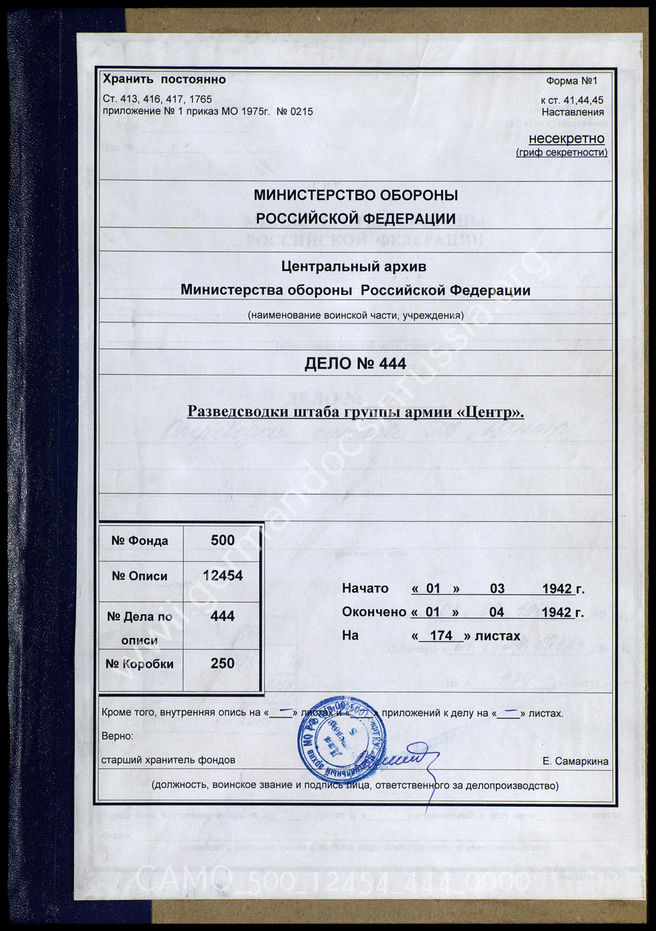 Хранить постоянно
Форма №1
Ст. 413, 416, 417, 1765
к ст. 41,44,45
приложение № 1 приказ МО 1975г. № 0215
Наставления
несекретно
(гриф секретности)
МИНИСТЕРСТВО ОБОРОНЫ
РОССИЙСКОЙ ФЕДЕРАЦИИ
Центральный архив
Министерства обороны Российской Федерации
(наименование воинской части, учреждения)
ДЕЛО № 444
Разведсводки штаба группы армии «Центр».
№ Фонда 500
№ Описи 12454
№ Дела по описи 444
№ Коробки 250
Начато « 01 » 03 1942 г.
Окончено « 01 » 04 1942 г.
На « 174 » листах
Кроме того, внутренняя опись на «___» листах и «___» приложений к делу на «___» листах.
Верно:
старший хранитель фондов
Е. Самаркина
(должность, воинское звание и подпись лица, ответственного за делопроизводство)
www.germandocsinrussia.org
CAMO_500_12454_444_0000